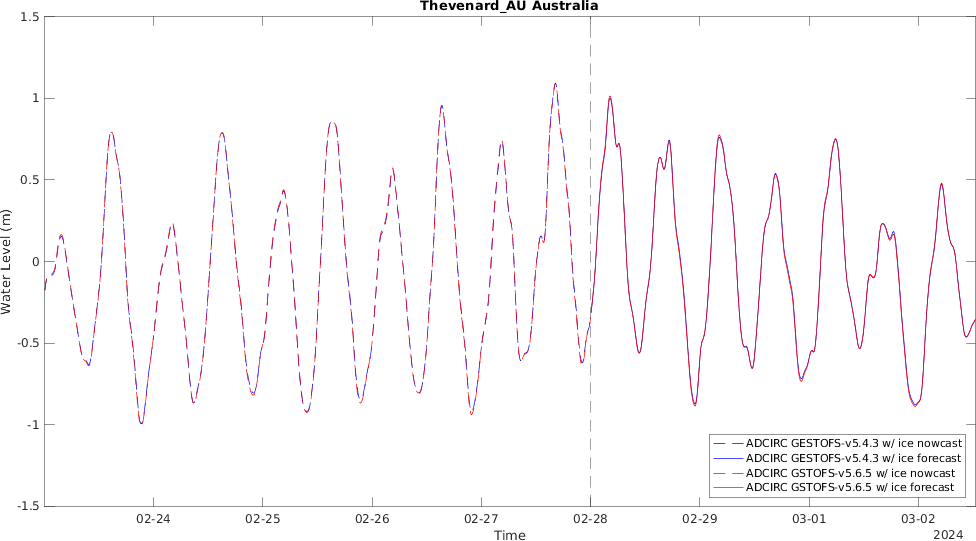 Thevenard_AU Australia
1.5
1
0.5
0
-0.5
-1
-1.5
Water Level (m)
02-24
02-25
02-26
02-27
02-28
02-29
03-01
03-02
Time
2024
ADCIRC GESTOFS-v5.4.3 w/ ice nowcast
ADCIRC GESTOFS-v5.4.3 w/ ice forecast
ADCIRC GSTOFS-v5.6.5 w/ ice nowcast
ADCIRC GSTOFS-v5.6.5 w/ ice forecast